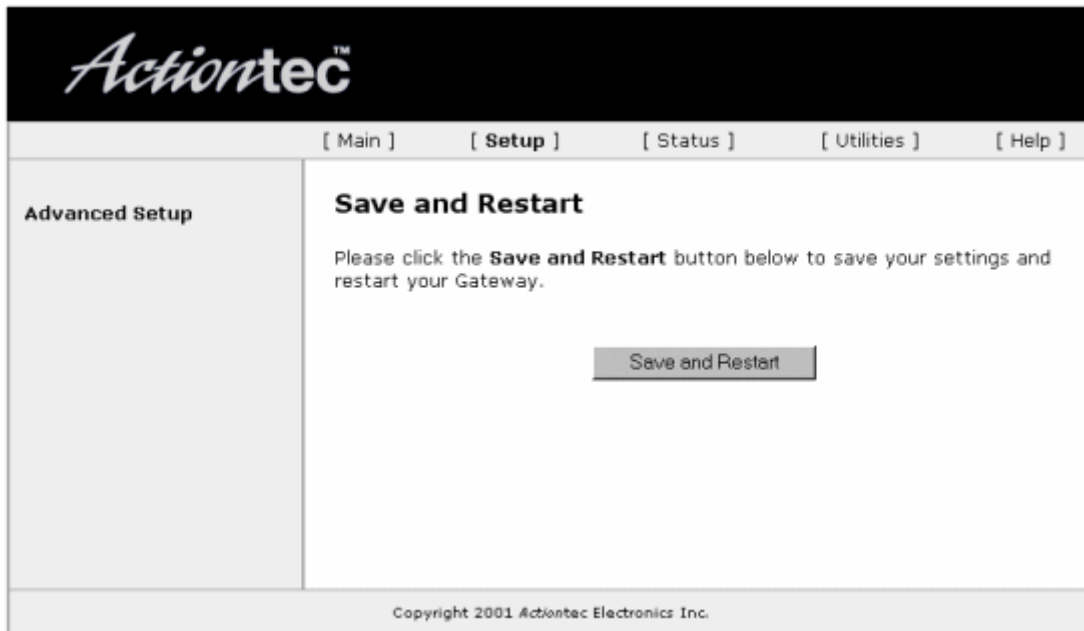 Actiontec™
[ Main ] [ Setup ] [ Status ] [ Utilities ] [ Help ]
Advanced Setup
Save and Restart
Please click the Save and Restart button below to save your settings and
restart your Gateway.
Save and Restart
Copyright 2001 Actiontec Electronics Inc.